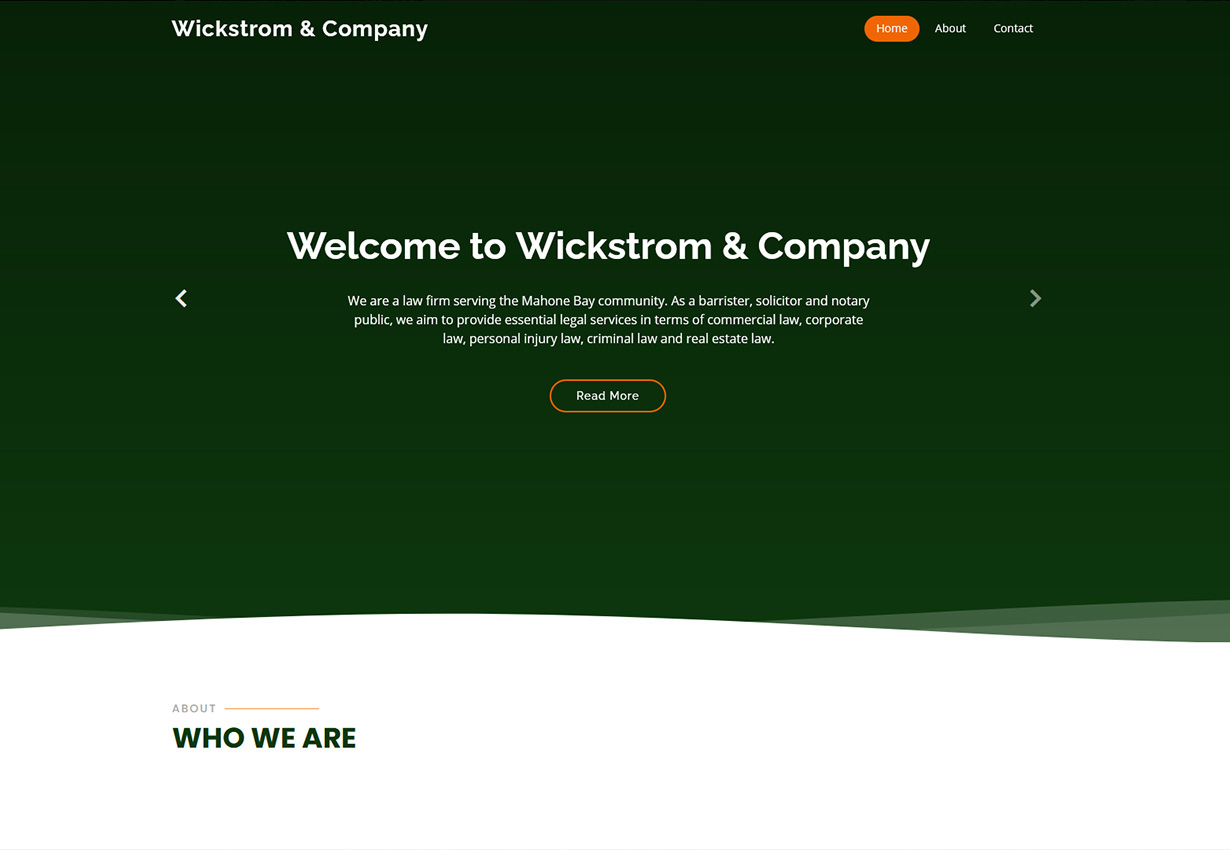 Wickstrom & Company
Home About Contact
Welcome to Wickstrom & Company
We are a law firm serving the Mahone Bay community. As a barrister, solicitor and notary
public, we aim to provide essential legal services in terms of commercial law, corporate
law, personal injury law, criminal law and real estate law.
Read More
ABOUT
WHO WE ARE